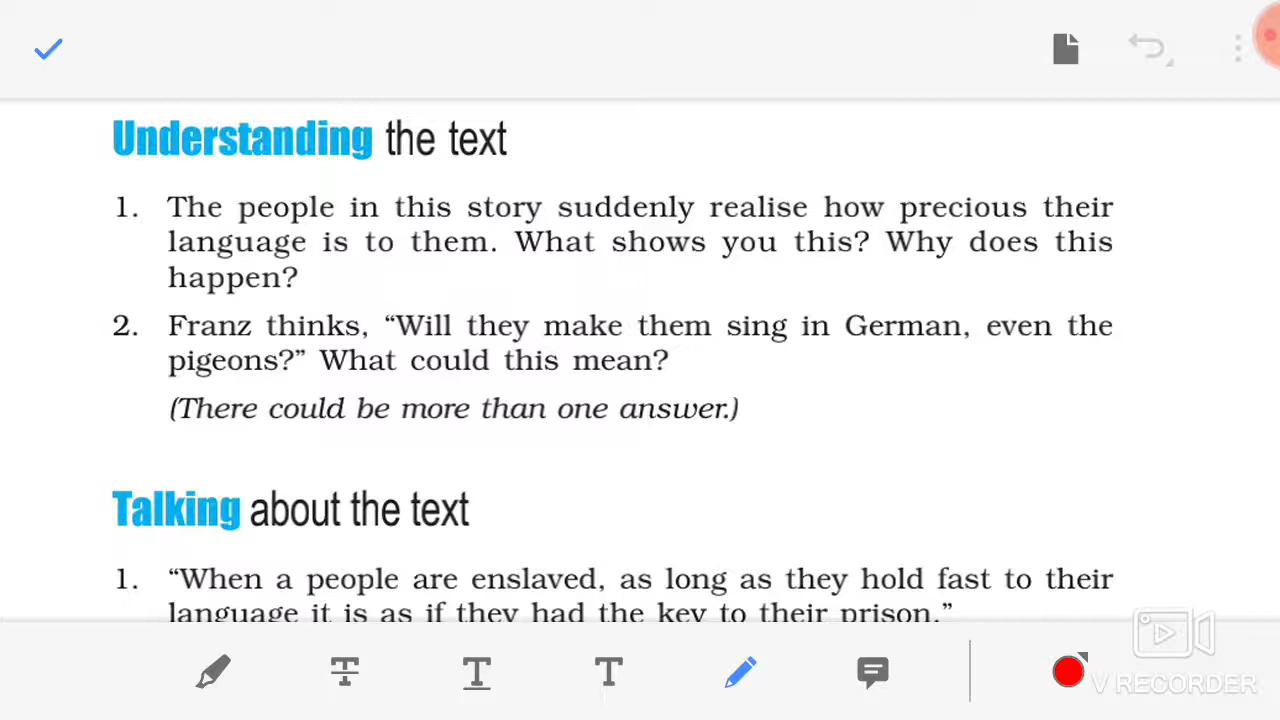 Understanding the text
1. The people in this story suddenly realise how precious their
language is to them. What shows you this? Why does this
happen?
2. Franz thinks, “Will they make them sing in German, even the
pigeons?” What could this mean?
(There could be more than one answer.)
Talking about the text
1. “When a people are enslaved, as long as they hold fast to their
language it is as if they had the key to their prison.”
T T T
V RECORDER